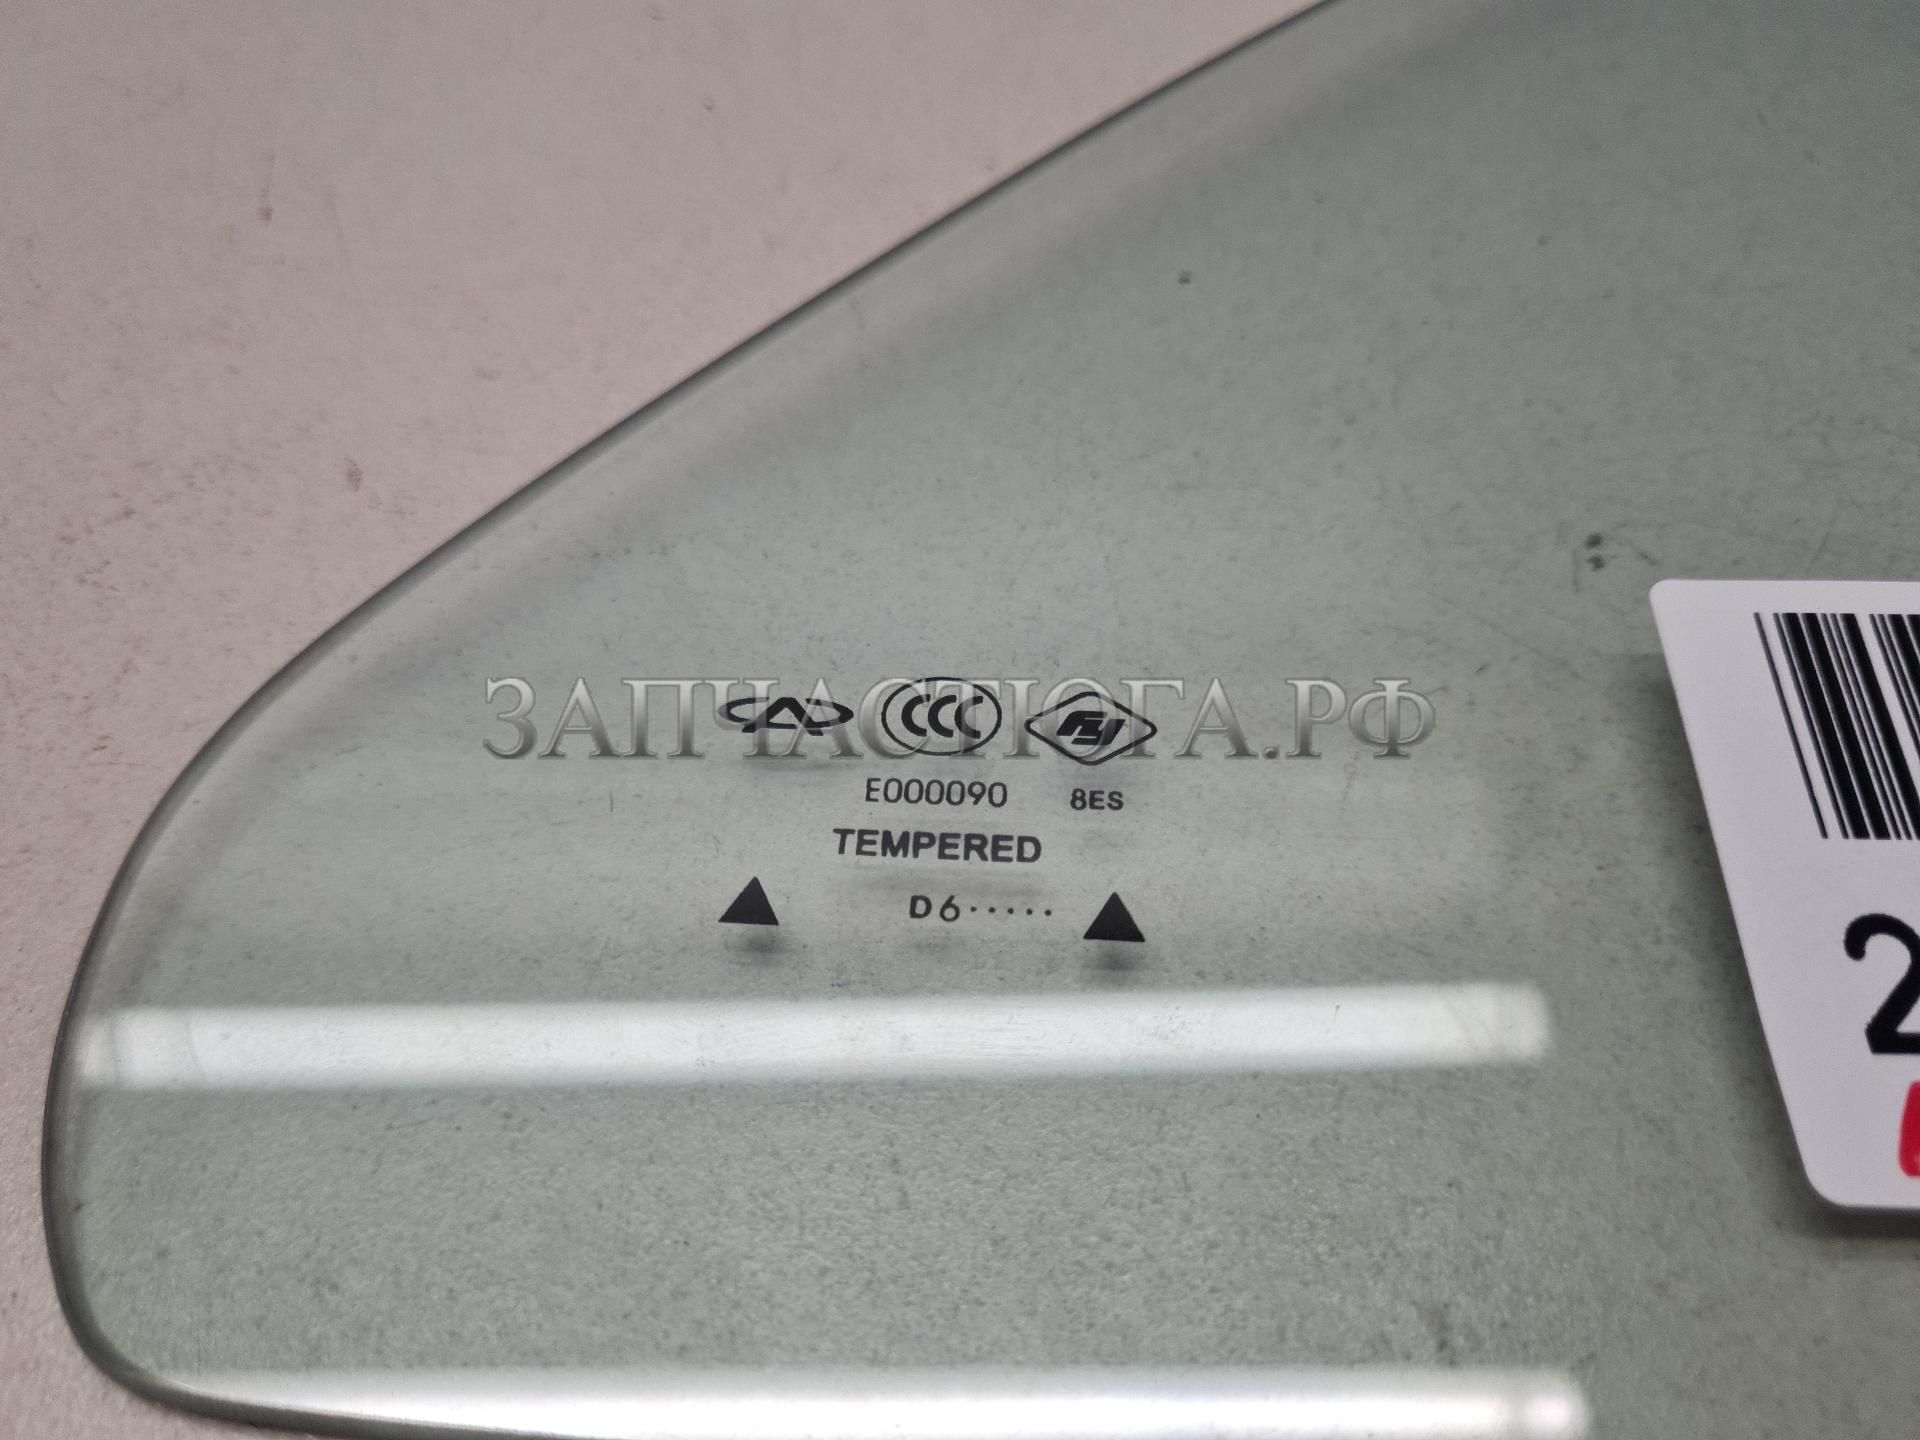 ЗАПЧАСТЮГА.РФ
CCC
E000090 8ES
TEMPERED
D6·····
2